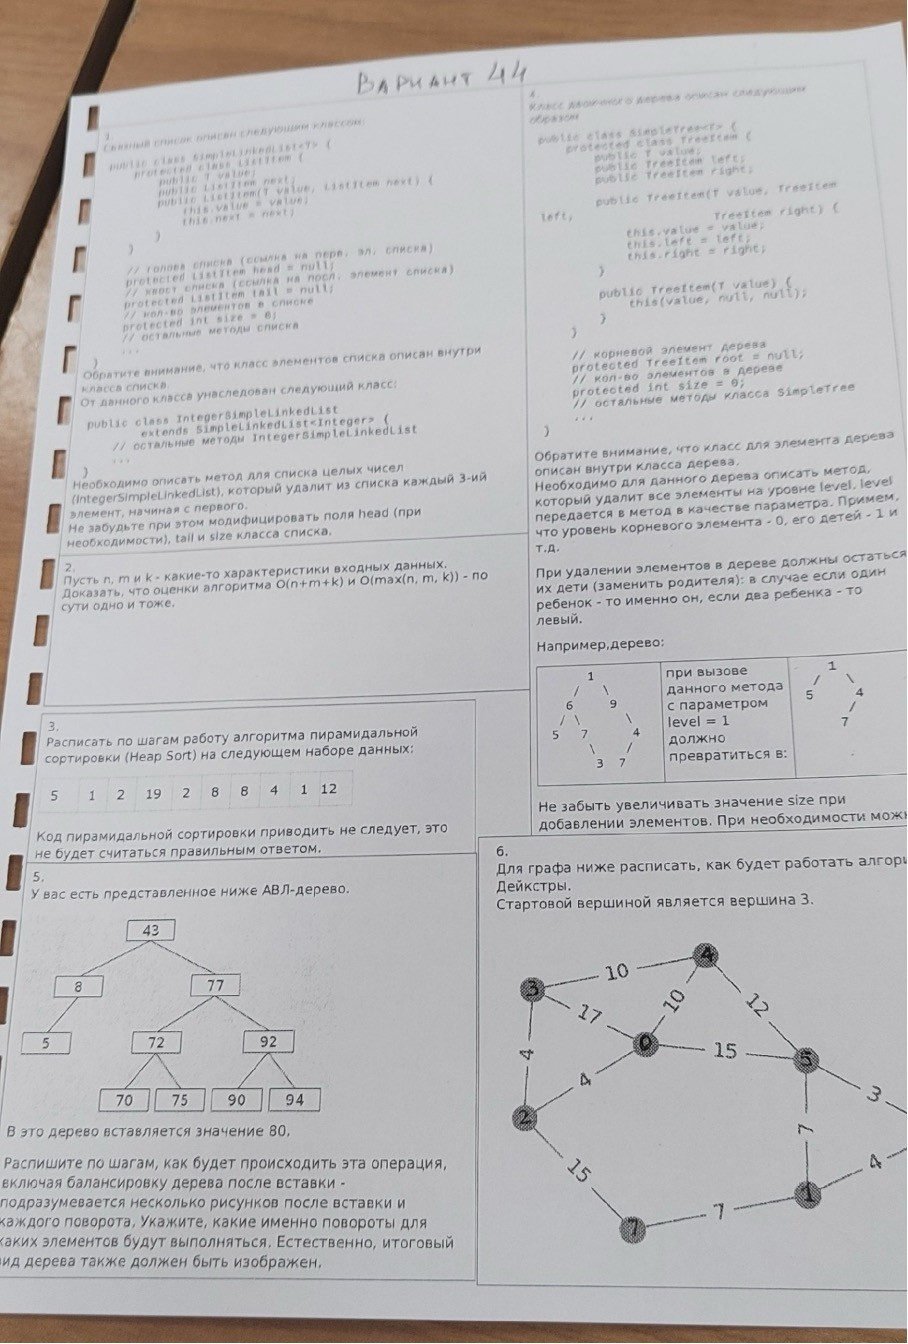 ВАРИАНТ 44
1.
Связный список описан следующим классом:
public class SimpleLinkedList<T> {
protected class ListItem {
public T value;
public ListItem next;
public ListItem(T value, ListItem next) {
this.value = value;
this.next = next;
}
}
// голова списка (ссылка на перв. эл. списка)
protected ListItem head = null;
// хвост списка (ссылка на посл. элемент списка)
protected ListItem tail = null;
// кол-во элементов в списке
protected int size = 0;
// остальные методы списка
...
}
Обратите внимание, что класс элементов списка описан внутри
класса списка.
От данного класса унаследован следующий класс:
public class IntegerSimpleLinkedList
extends SimpleLinkedList<Integer> {
// остальные методы IntegerSimpleLinkedList
...
}
Необходимо описать метод для списка целых чисел
(IntegerSimpleLinkedList), который удалит из списка каждый 3-ий
элемент, начиная с первого.
Не забудьте при этом модифицировать поля head (при
необходимости), tail и size класса списка.
2.
Пусть n, m и k - какие-то характеристики входных данных.
Доказать, что оценки алгоритма O(n+m+k) и O(max(n, m, k)) - по
сути одно и тоже.
3.
Расписать по шагам работу алгоритма пирамидальной
сортировки (Heap Sort) на следующем наборе данных:
5 1 2 19 2 8 8 4 1 12
Код пирамидальной сортировки приводить не следует, это
не будет считаться правильным ответом.
4.
Класс двоичного дерева описан следующим
образом
public class SimpleTree<T> {
protected class TreeItem {
public T value;
public TreeItem left;
public TreeItem right;
public TreeItem(T value, TreeItem
left,
TreeItem right) {
this.value = value;
this.left = left;
this.right = right;
}
public TreeItem(T value) {
this(value, null, null);
}
}
// корневой элемент дерева
protected TreeItem root = null;
// кол-во элементов в дереве
protected int size = 0;
// остальные методы класса SimpleTree
...
}
Обратите внимание, что класс для элемента дерева
описан внутри класса дерева.
Необходимо для данного дерева описать метод,
который удалит все элементы на уровне level. level
передается в метод в качестве параметра. Примем,
что уровень корневого элемента - 0, его детей - 1 и
т.д.
При удалении элементов в дереве должны остаться
их дети (заменить родителя): в случае если один
ребенок - то именно он, если два ребенка - то
левый.
Например,дерево:
1
/ \
6 9
/ \ \
5 7 4
\ /
3 7
при вызове
данного метода
с параметром
level = 1
должно
превратиться в:
1
/ \
5 4
/
7
Не забыть увеличивать значение size при
добавлении элементов. При необходимости
5.
У вас есть представленное ниже АВЛ-дерево.
43
8 77
5 72 92
70 75 90 94
В это дерево вставляется значение 80.
Распишите по шагам, как будет происходить эта операция,
включая балансировку дерева после вставки -
подразумевается несколько рисунков после вставки и
каждого поворота. Укажите, какие именно повороты для
каких элементов будут выполняться. Естественно, итоговый
вид дерева также должен быть изображен.
6.
Для графа ниже расписать, как будет работать
Дейкстры.
Стартовой вершиной является вершина 3.
4
10
3
17
10
12
0
15
5
4
4
3
2
7
15
4
1
7
7